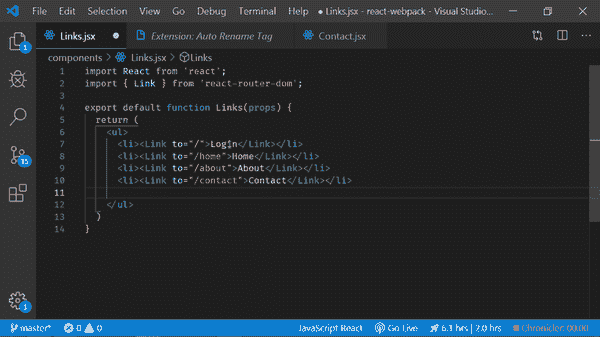 File Edit Selection View Go Debug Terminal ● Links.jsx - react-webpack - Visual Studio...
Links.jsx ● Extension: Auto Rename Tag Contact.jsx
components > Links.jsx > Links
1 import React from 'react';
2 import { Link } from 'react-router-dom';
3
4 export default function Links(props) {
5 return (
6 <ul>
7 <li><Link to="/">Login</Link></li>
8 <li><Link to="/home">Home</Link></li>
9 <li><Link to="/about">About</Link></li>
10 <li><Link to="/contact">Contact</Link></li>
11
12 </ul>
13 )
14 }
1
15
1
master* 0 0 JavaScript React Go Live 6.3 hrs | 2.0 hrs Chronicler 00:00